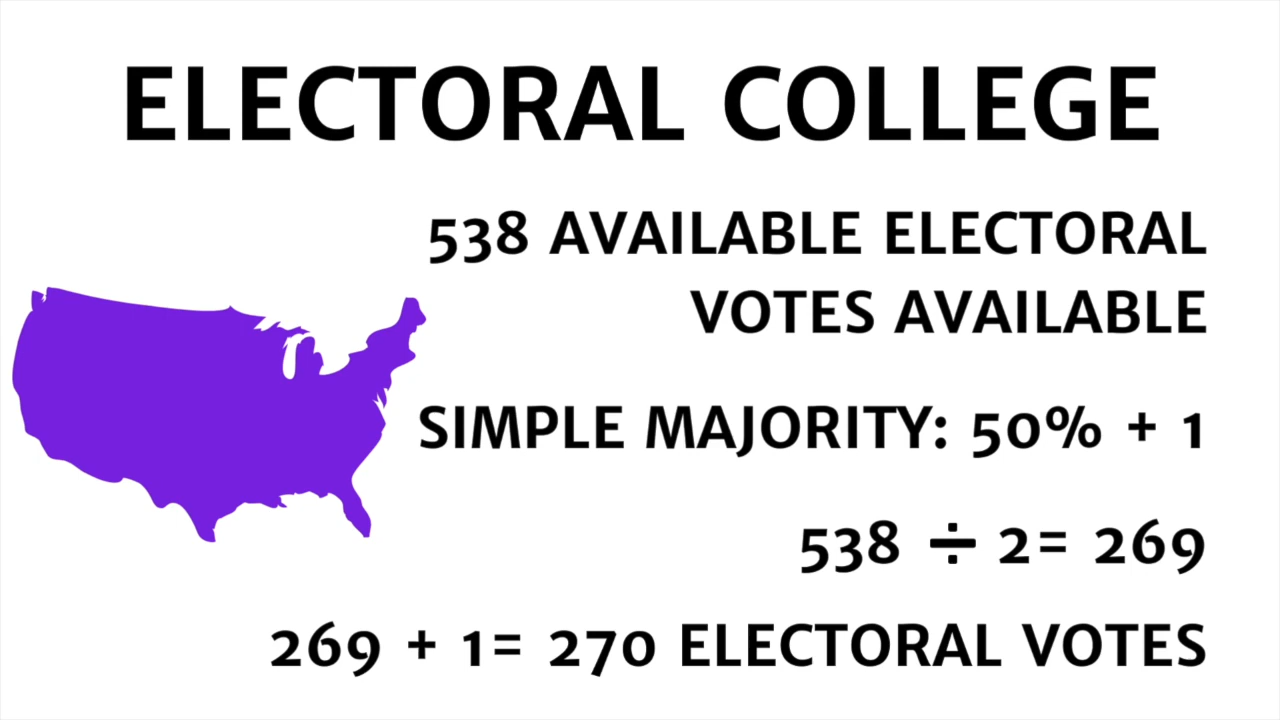 ELECTORAL COLLEGE
538 AVAILABLE ELECTORAL
VOTES AVAILABLE
SIMPLE MAJORITY: 50% + 1
538 ÷ 2= 269
269 + 1= 270 ELECTORAL VOTES